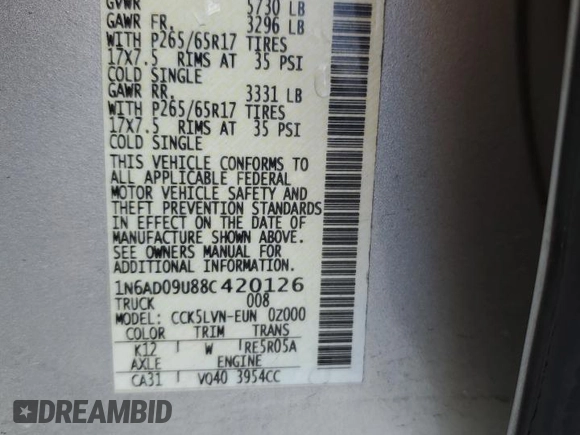 GVWR 5730 LB
GAWR FR. 3296 LB
WITH P265/65R17 TIRES
17X7.5 RIMS AT 35 PSI
COLD SINGLE
GAWR RR. 3331 LB
WITH P265/65R17 TIRES
17X7.5 RIMS AT 35 PSI
COLD SINGLE
THIS VEHICLE CONFORMS TO
ALL APPLICABLE FEDERAL
MOTOR VEHICLE SAFETY AND
THEFT PREVENTION STANDARDS
IN EFFECT ON THE DATE OF
MANUFACTURE SHOWN ABOVE.
SEE OWNERS MANUAL FOR
ADDITIONAL INFORMATION.
1N6AD09U88C420126
TRUCK 008
MODEL: CCK5LVN-EUN 0Z000
COLOR TRIM TRANS
K12 W RE5R05A
AXLE ENGINE
CA31 VQ40 3954CC
DREAMBID